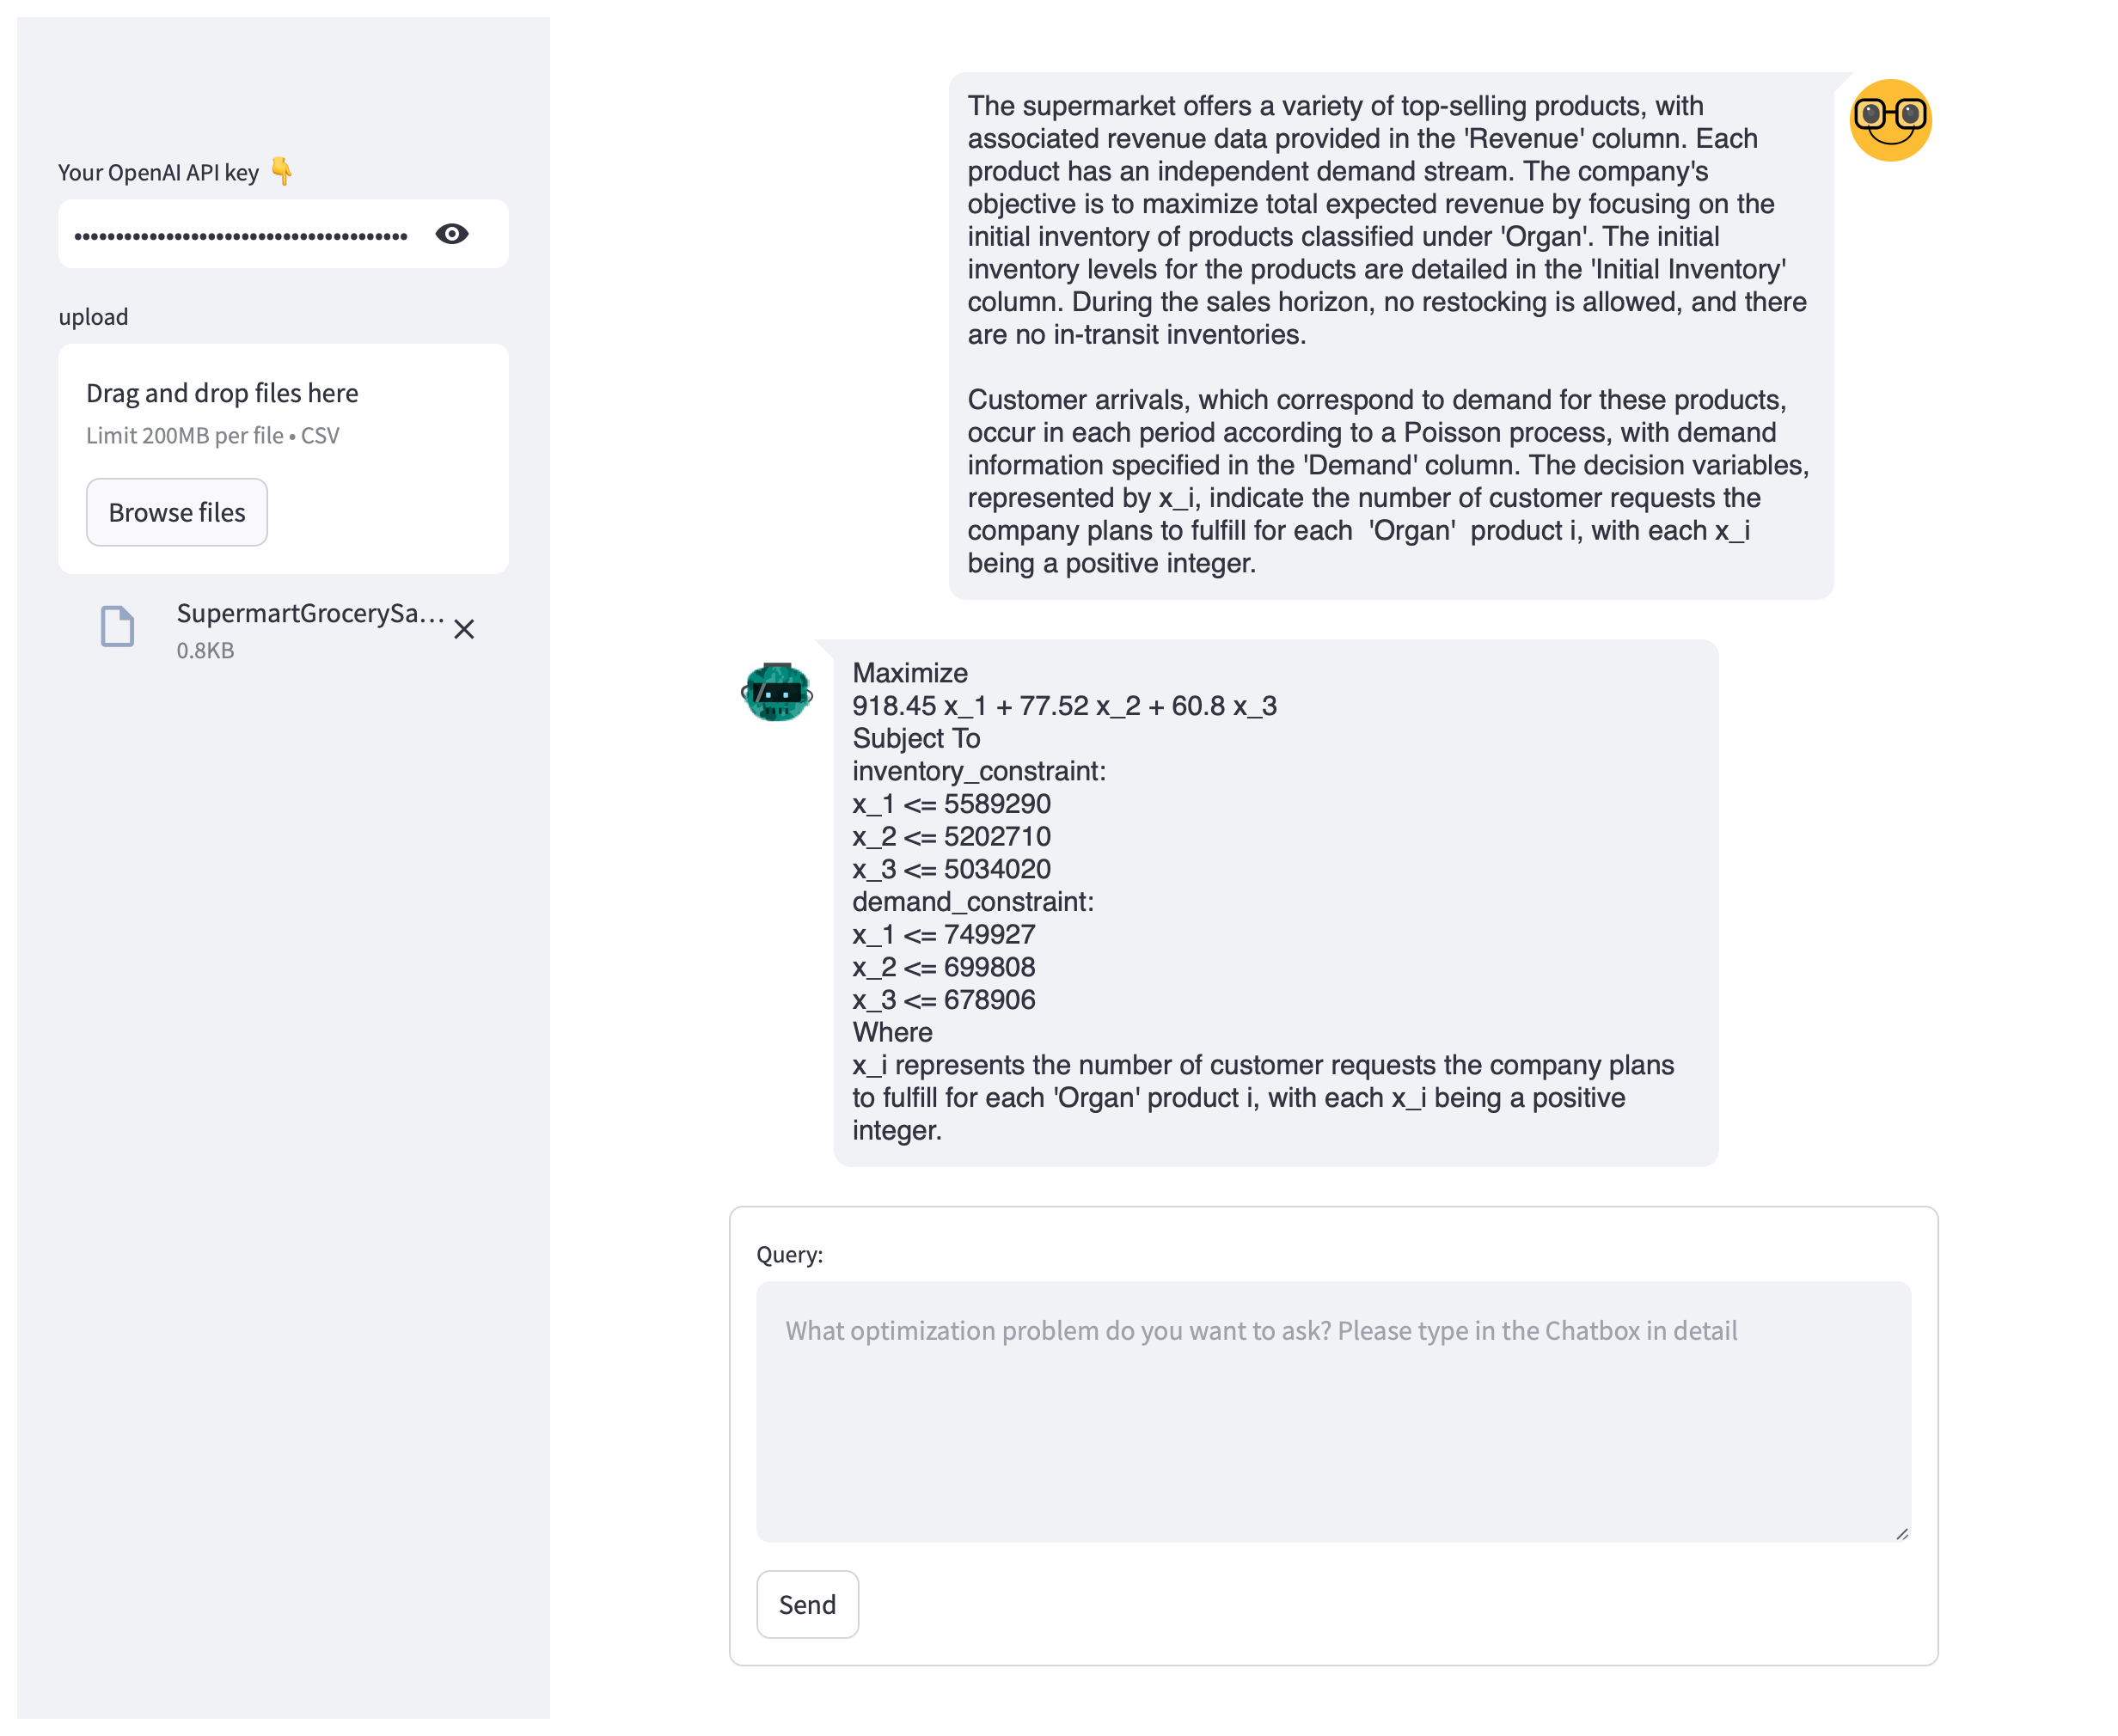 Your OpenAI API key 👇
••••••••••••••••••••••••••••••••••••••••
upload
Drag and drop files here
Limit 200MB per file • CSV
Browse files
SupermartGrocerySa...
0.8KB
The supermarket offers a variety of top-selling products, with
associated revenue data provided in the 'Revenue' column. Each
product has an independent demand stream. The company's
objective is to maximize total expected revenue by focusing on the
initial inventory of products classified under 'Organ'. The initial
inventory levels for the products are detailed in the 'Initial Inventory'
column. During the sales horizon, no restocking is allowed, and there
are no in-transit inventories.
Customer arrivals, which correspond to demand for these products,
occur in each period according to a Poisson process, with demand
information specified in the 'Demand' column. The decision variables,
represented by x_i, indicate the number of customer requests the
company plans to fulfill for each 'Organ' product i, with each x_i
being a positive integer.
Maximize
918.45 x_1 + 77.52 x_2 + 60.8 x_3
Subject To
inventory_constraint:
x_1 <= 5589290
x_2 <= 5202710
x_3 <= 5034020
demand_constraint:
x_1 <= 749927
x_2 <= 699808
x_3 <= 678906
Where
x_i represents the number of customer requests the company plans
to fulfill for each 'Organ' product i, with each x_i being a positive
integer.
Query:
What optimization problem do you want to ask? Please type in the Chatbox in detail
Send